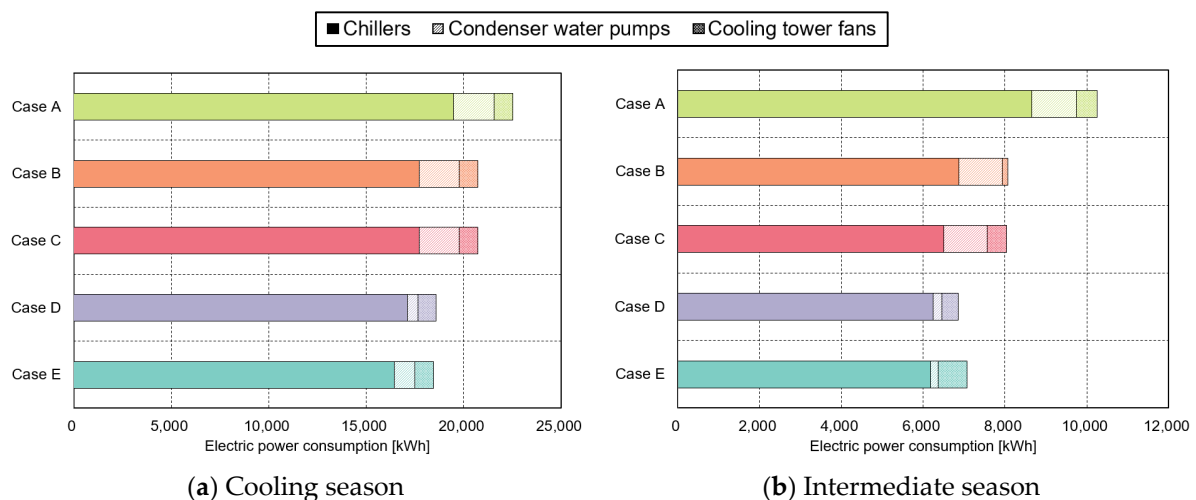 Chillers Condenser water pumps Cooling tower fans
Case A
Case B
Case C
Case D
Case E
0 5,000 10,000 15,000 20,000 25,000
Electric power consumption [kWh]
(a) Cooling season
Case A
Case B
Case C
Case D
Case E
0 2,000 4,000 6,000 8,000 10,000 12,000
Electric power consumption [kWh]
(b) Intermediate season